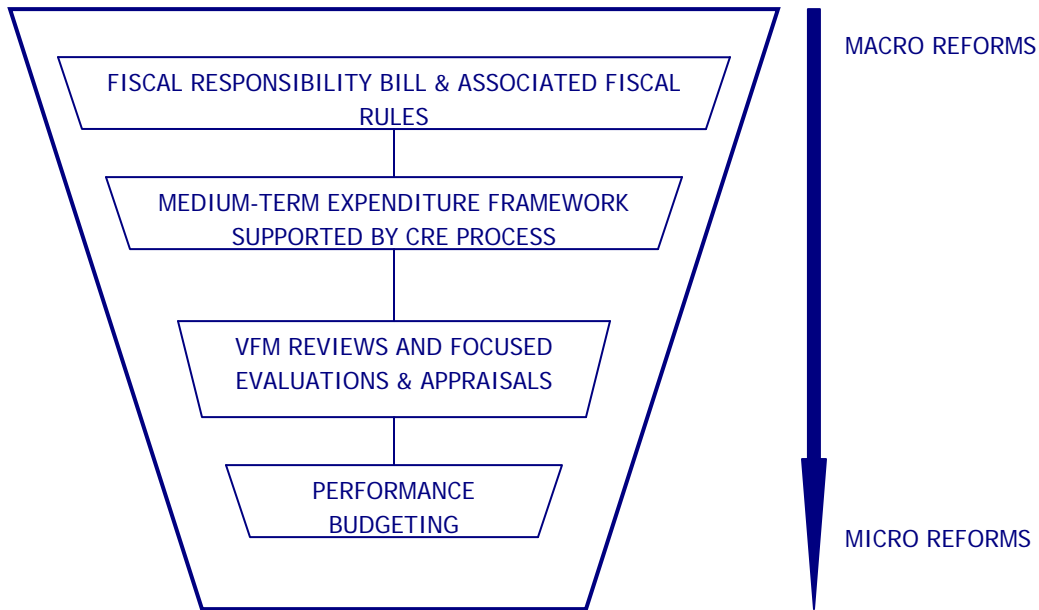 MACRO REFORMS
FISCAL RESPONSIBILITY BILL & ASSOCIATED FISCAL
RULES
MEDIUM-TERM EXPENDITURE FRAMEWORK
SUPPORTED BY CRE PROCESS
VFM REVIEWS AND FOCUSED
EVALUATIONS & APPRAISALS
PERFORMANCE
BUDGETING
MICRO REFORMS